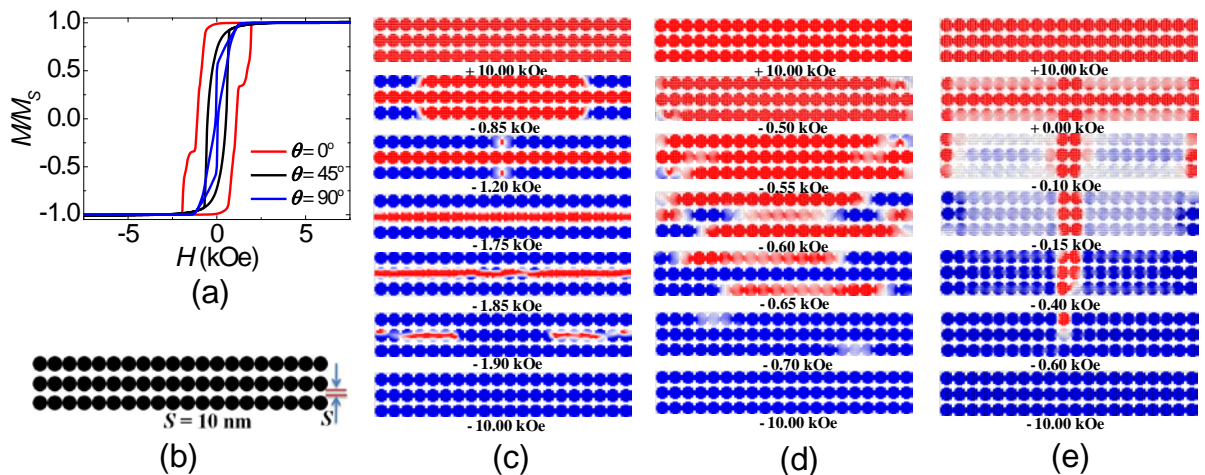 1.0
0.5
0.0
-0.5
-1.0
M/M_S
θ = 0°
θ = 45°
θ = 90°
-5 0 5
H (kOe)
(a)
S = 10 nm
S
(b)
+ 10.00 kOe
- 0.85 kOe
- 1.20 kOe
- 1.75 kOe
- 1.85 kOe
- 1.90 kOe
- 10.00 kOe
(c)
+ 10.00 kOe
- 0.50 kOe
- 0.55 kOe
- 0.60 kOe
- 0.65 kOe
- 0.70 kOe
- 10.00 kOe
(d)
+10.00 kOe
+ 0.00 kOe
- 0.10 kOe
- 0.15 kOe
- 0.40 kOe
- 0.60 kOe
- 10.00 kOe
(e)